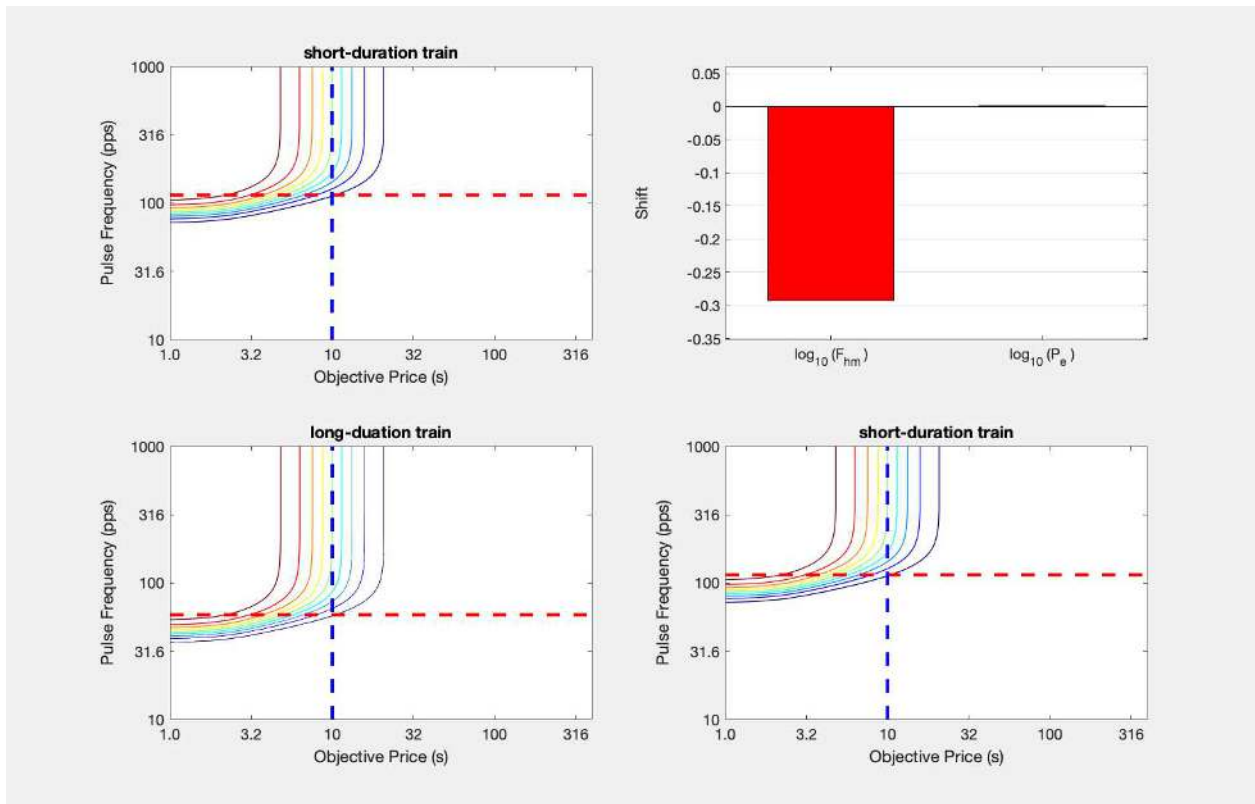 short-duration train
1000
316
100
31.6
10
Pulse Frequency (pps)
1.0 3.2 10 32 100 316
Objective Price (s)
0.05
0
-0.05
-0.1
-0.15
-0.2
-0.25
-0.3
-0.35
Shift
log10(Fhm) log10(Pe)
long-duation train
1000
316
100
31.6
10
Pulse Frequency (pps)
1.0 3.2 10 32 100 316
Objective Price (s)
short-duration train
1000
316
100
31.6
10
Pulse Frequency (pps)
1.0 3.2 10 32 100 316
Objective Price (s)